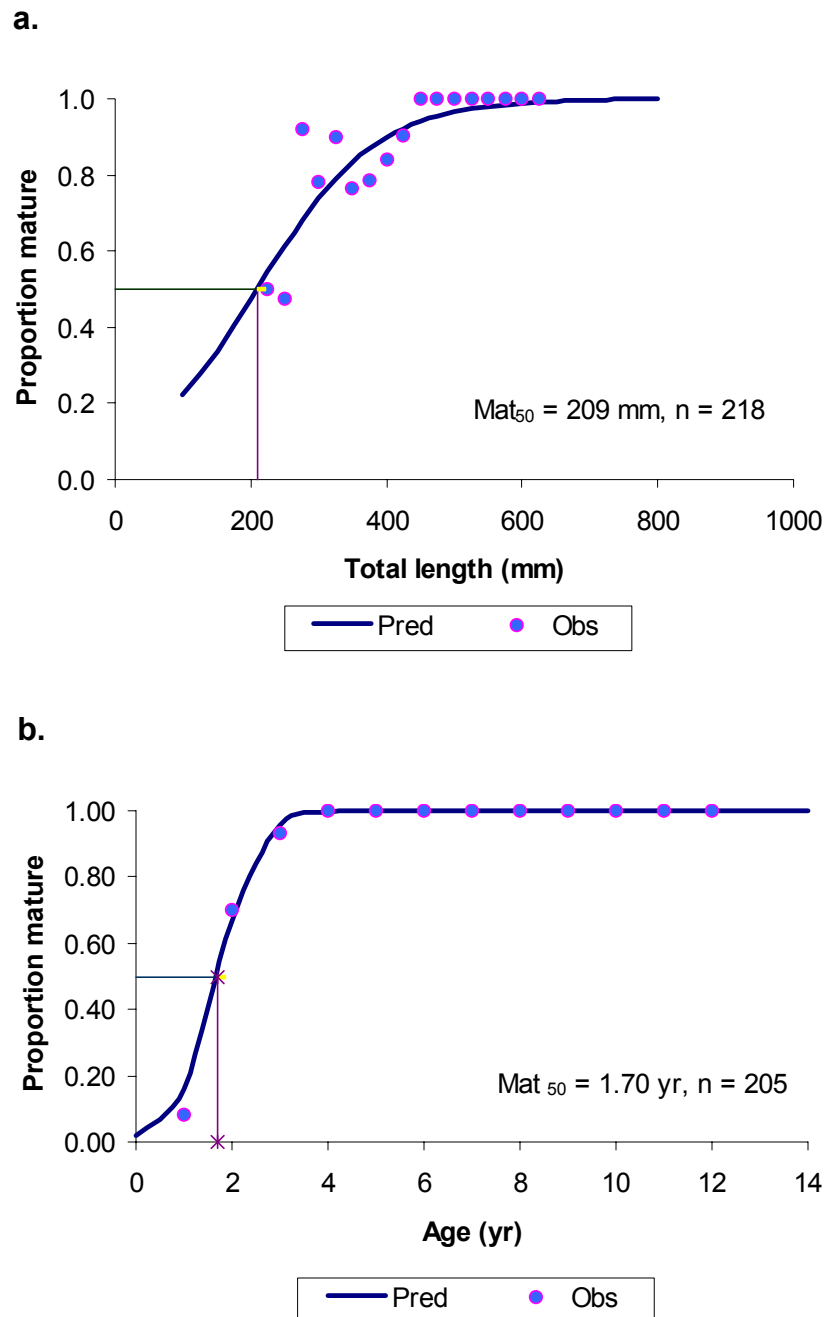 a.
1.0
0.8
0.6
0.4
0.2
0.0
Proportion mature
Mat50 = 209 mm, n = 218
0 200 400 600 800 1000
Total length (mm)
Pred Obs
b.
1.00
0.80
0.60
0.40
0.20
0.00
Proportion mature
Mat 50 = 1.70 yr, n = 205
0 2 4 6 8 10 12 14
Age (yr)
Pred Obs